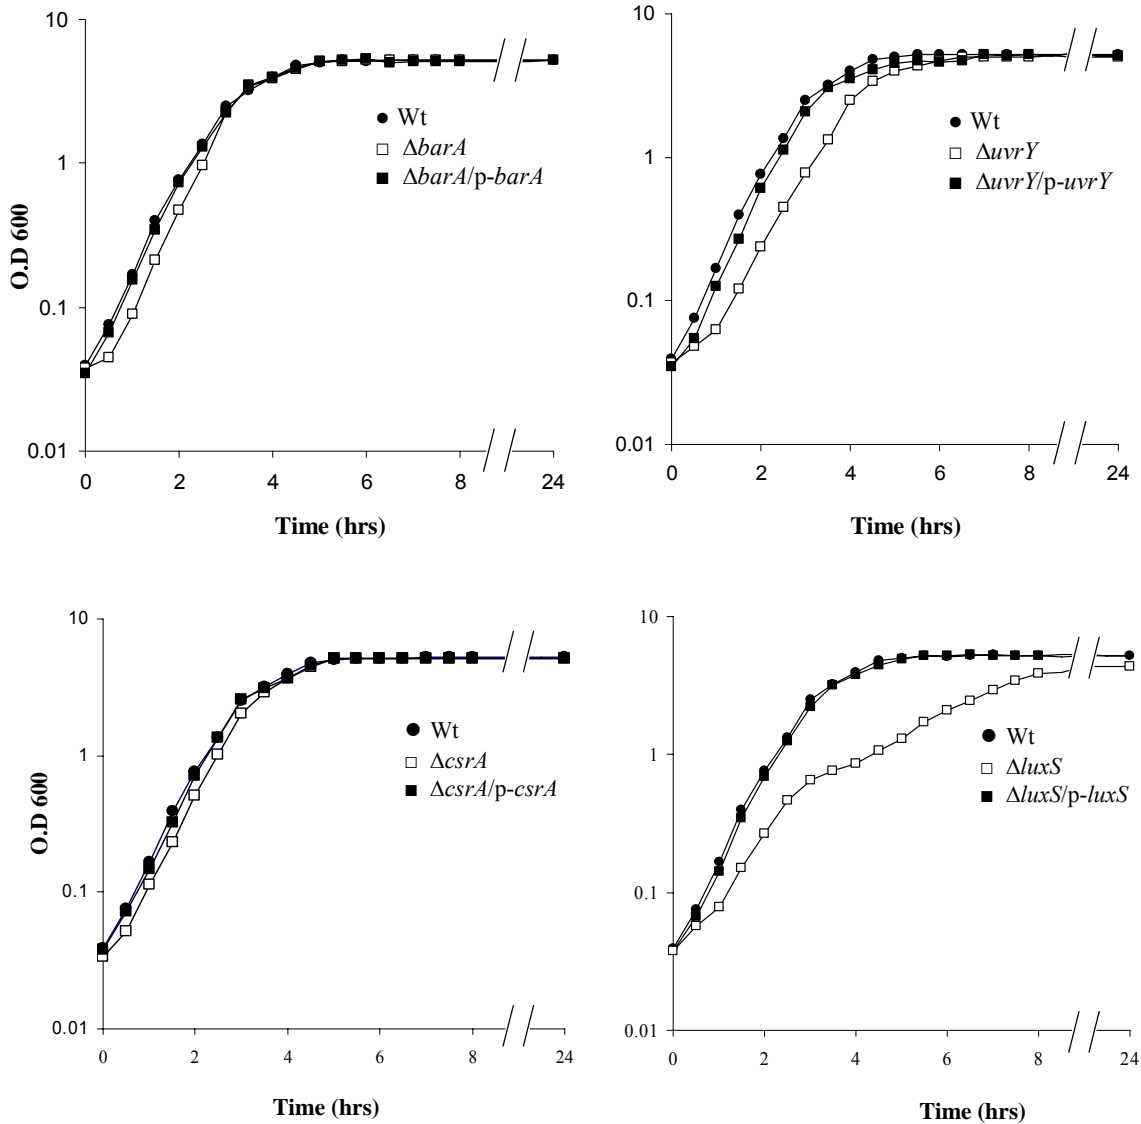 10
1
0.1
0.01
O.D 600
Wt
ΔbarA
ΔbarA/p-barA
0 2 4 6 8 24
Time (hrs)
10
1
0.1
0.01
Wt
ΔuvrY
ΔuvrY/p-uvrY
0 2 4 6 8 24
Time (hrs)
10
1
0.1
0.01
O.D 600
Wt
ΔcsrA
ΔcsrA/p-csrA
0 2 4 6 8 24
Time (hrs)
10
1
0.1
0.01
Wt
ΔluxS
ΔluxS/p-luxS
0 2 4 6 8 24
Time (hrs)